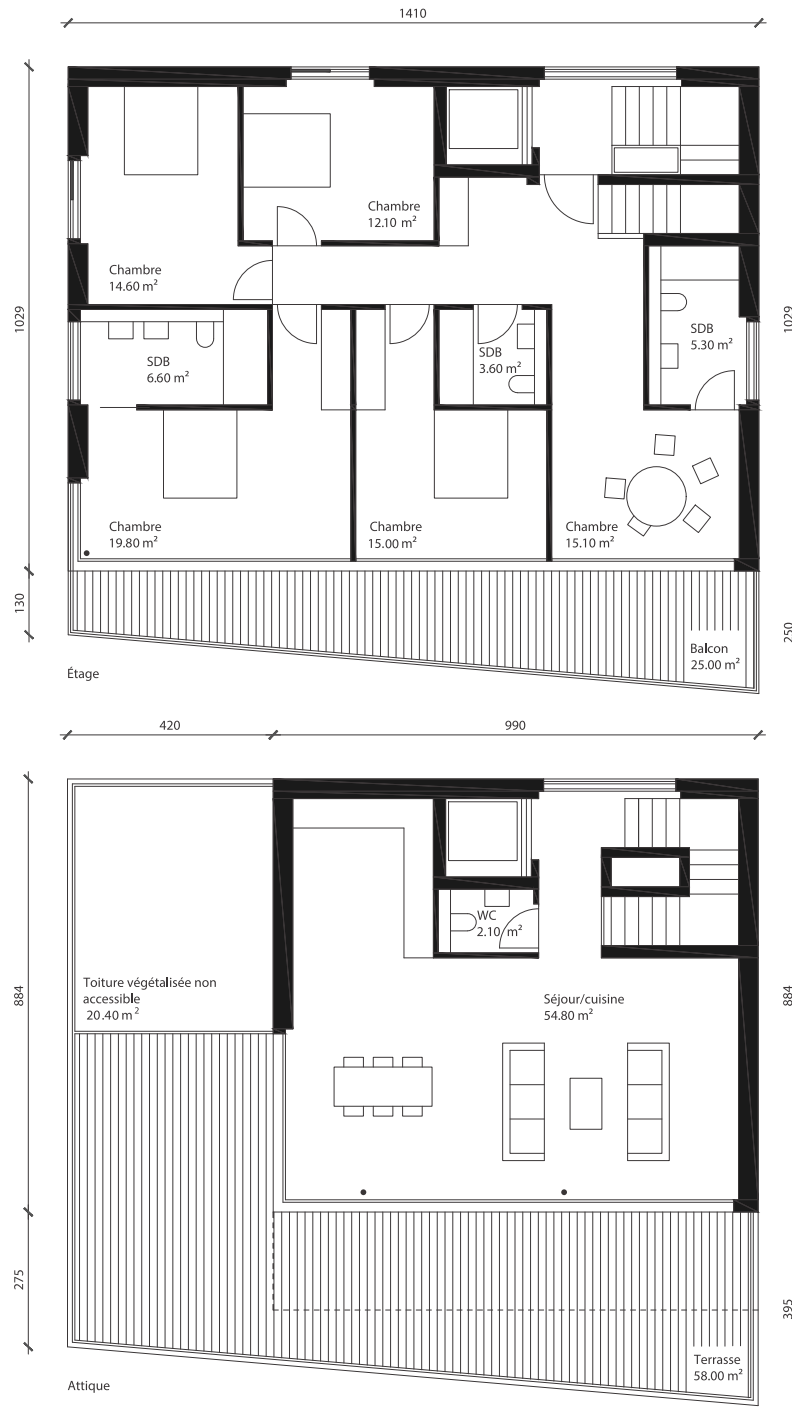 1410
Chambre
12.10 m²
Chambre
14.60 m²
1029
1029
SDB
5.30 m²
SDB
6.60 m²
SDB
3.60 m²
Chambre
19.80 m²
Chambre
15.00 m²
Chambre
15.10 m²
130
250
Balcon
25.00 m²
Étage
420
990
WC
2.10 m²
Toiture végétalisée non
accessible
20.40 m²
Séjour/cuisine
54.80 m²
884
884
275
395
Terrasse
58.00 m²
Attique